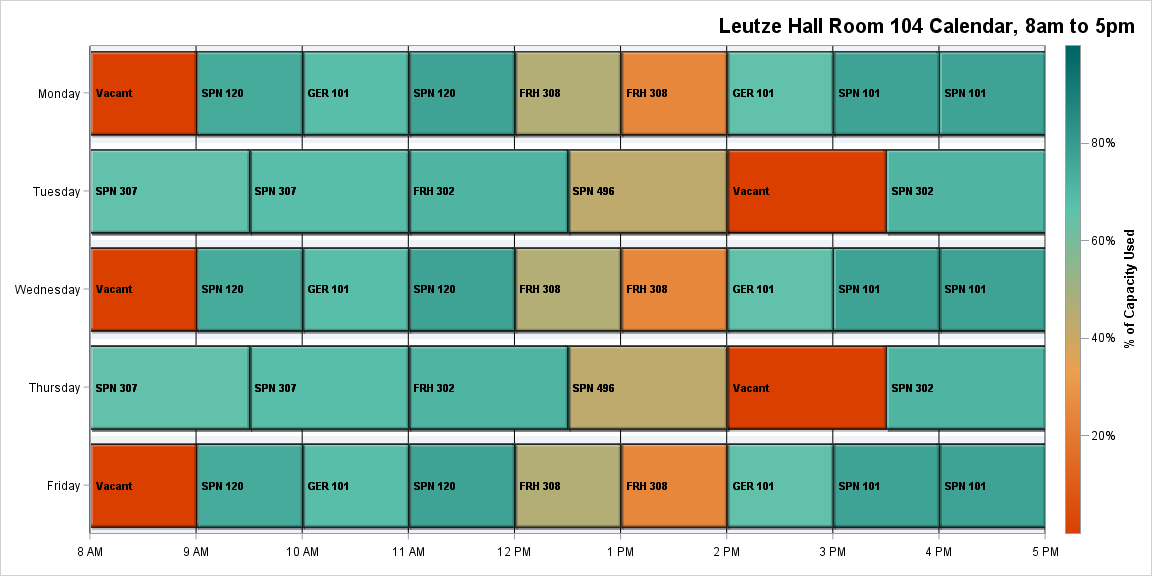 Leutze Hall Room 104 Calendar, 8am to 5pm
Monday
Vacant SPN 120 GER 101 SPN 120 FRH 308 FRH 308 GER 101 SPN 101 SPN 101
Tuesday
SPN 307 SPN 307 FRH 302 SPN 496 Vacant SPN 302
Wednesday
Vacant SPN 120 GER 101 SPN 120 FRH 308 FRH 308 GER 101 SPN 101 SPN 101
Thursday
SPN 307 SPN 307 FRH 302 SPN 496 Vacant SPN 302
Friday
Vacant SPN 120 GER 101 SPN 120 FRH 308 FRH 308 GER 101 SPN 101 SPN 101
8 AM 9 AM 10 AM 11 AM 12 PM 1 PM 2 PM 3 PM 4 PM 5 PM
80%
60%
40%
20%
% of Capacity Used